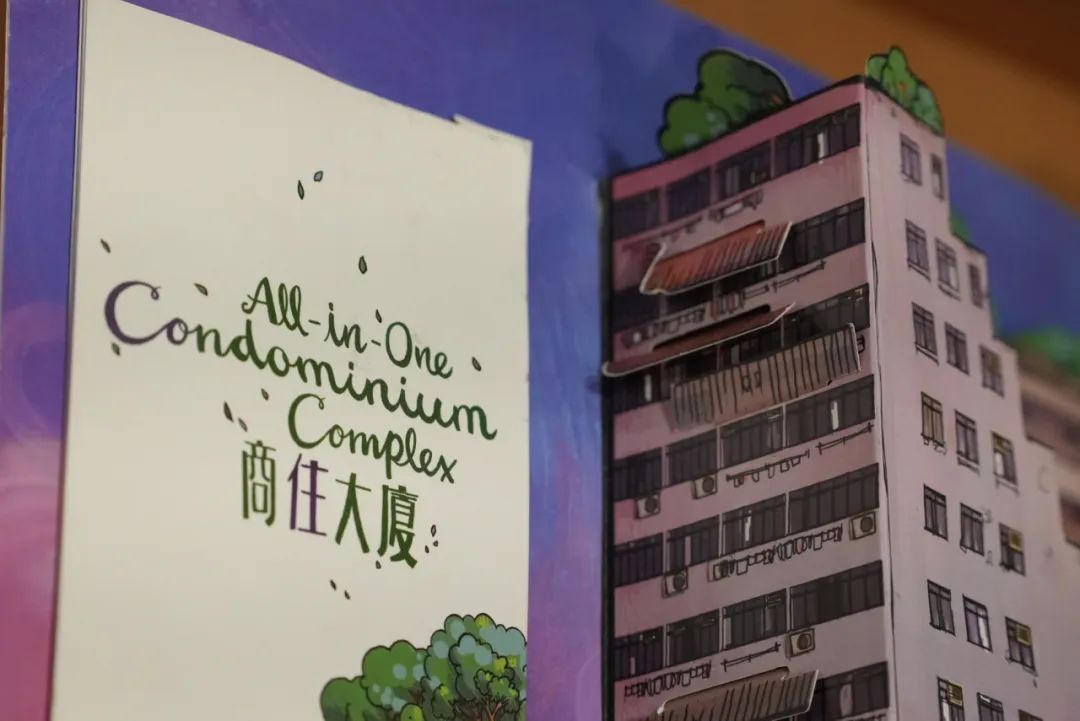 All-in-One
Condominium
Complex
商住大廈